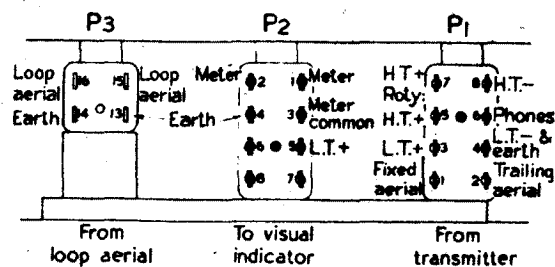 P3
Loop
aerial
16 15
Loop
aerial
Earth
14 13
From
loop aerial
P2
Meter
2 1
Meter
Earth
4 3
Meter
common
6 5
L.T.+
8 7
To visual
indicator
P1
H.T.+
Roty.
7 8
H.T.-
H.T.+
5 6
Phones
L.T.+
3 4
L.T.- &
earth
Fixed
aerial
1 2
Trailing
aerial
From
transmitter